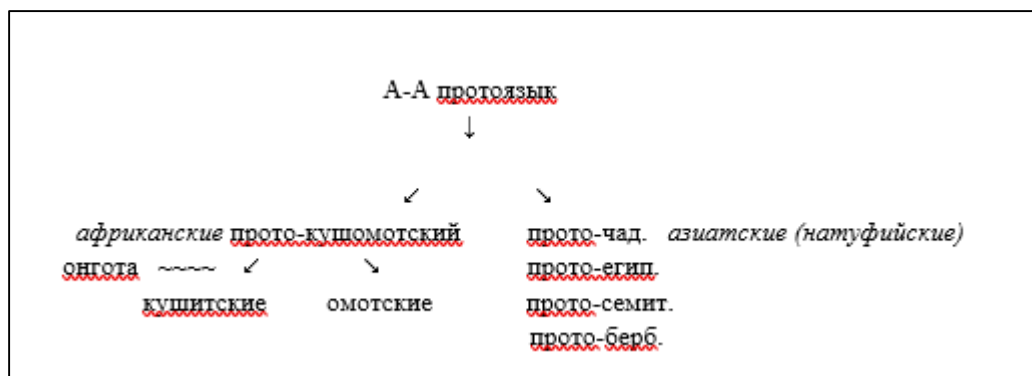 А-А протоязык
↓
↙ ↘
африканские прото-кушомотский прото-чад. азиатские (натуфийские)
онгота ~~~~ ↙ ↘ прото-егип.
кушитские омотские прото-семит.
прото-берб.